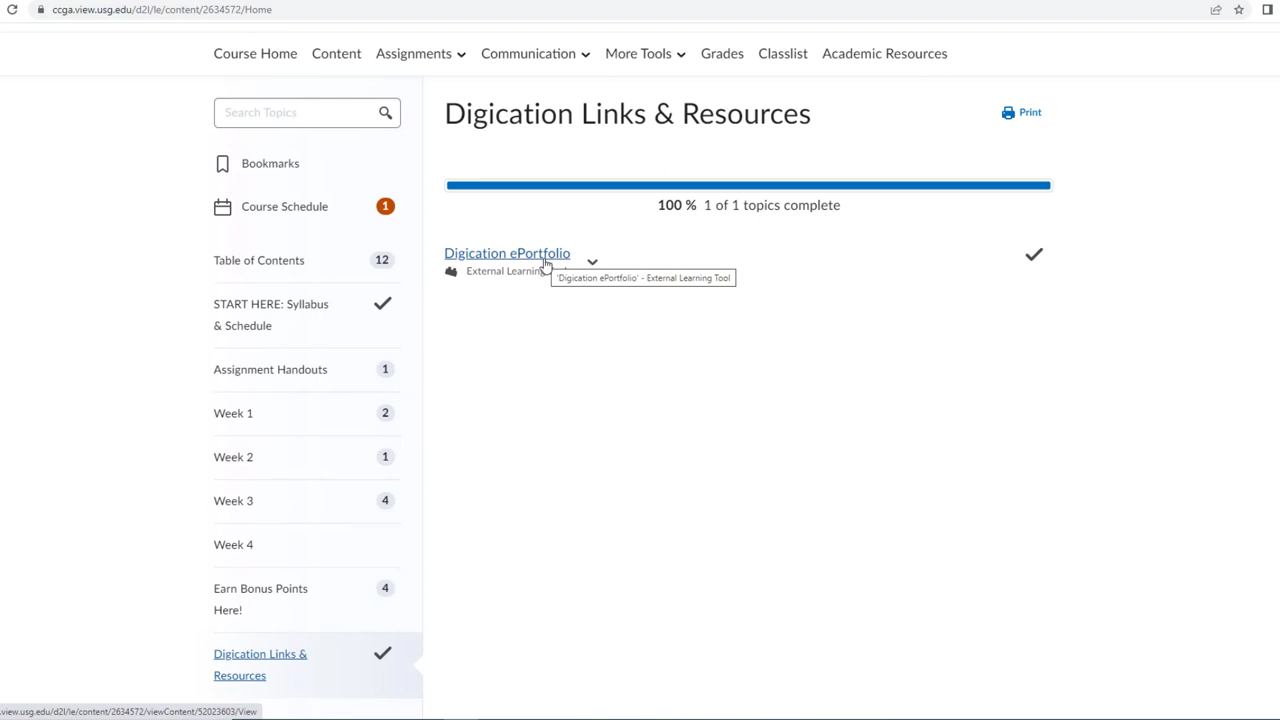 ccga.view.usg.edu/d2l/le/content/2634572/Home
Course Home Content Assignments Communication More Tools Grades Classlist Academic Resources
Search Topics
Bookmarks
Course Schedule 1
Table of Contents 12
START HERE: Syllabus
& Schedule
Assignment Handouts 1
Week 1 2
Week 2 1
Week 3 4
Week 4
Earn Bonus Points 4
Here!
Digication Links &
Resources
Digication Links & Resources
Print
100 % 1 of 1 topics complete
Digication ePortfolio
External Learning
'Digication ePortfolio' - External Learning Tool
.view.usg.edu/d2l/le/content/2634572/viewContent/52023603/View